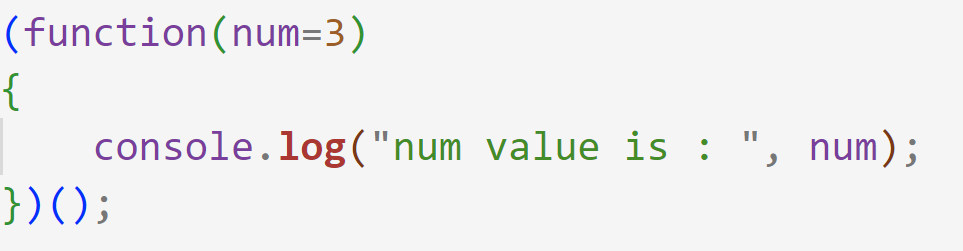 (function(num=3)
{
    console.log("num value is : ", num);
})();